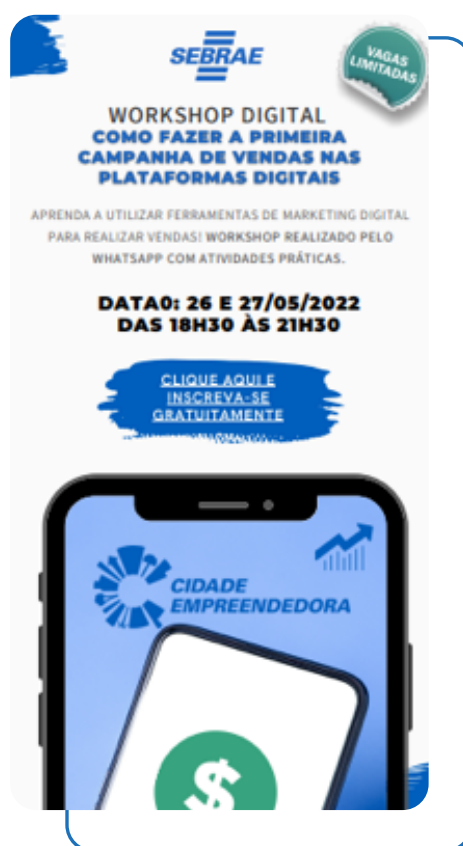 SEBRAE
VAGAS
LIMITADAS
WORKSHOP DIGITAL
COMO FAZER A PRIMEIRA
CAMPANHA DE VENDAS NAS
PLATAFORMAS DIGITAIS
APRENDA A UTILIZAR FERRAMENTAS DE MARKETING DIGITAL
PARA REALIZAR VENDAS! WORKSHOP REALIZADO PELO
WHATSAPP COM ATIVIDADES PRÁTICAS.
DATA0: 26 E 27/05/2022
DAS 18H30 ÀS 21H30
CLIQUE AQUI E
INSCREVA-SE
GRATUITAMENTE
CIDADE
EMPREENDEDORA
$